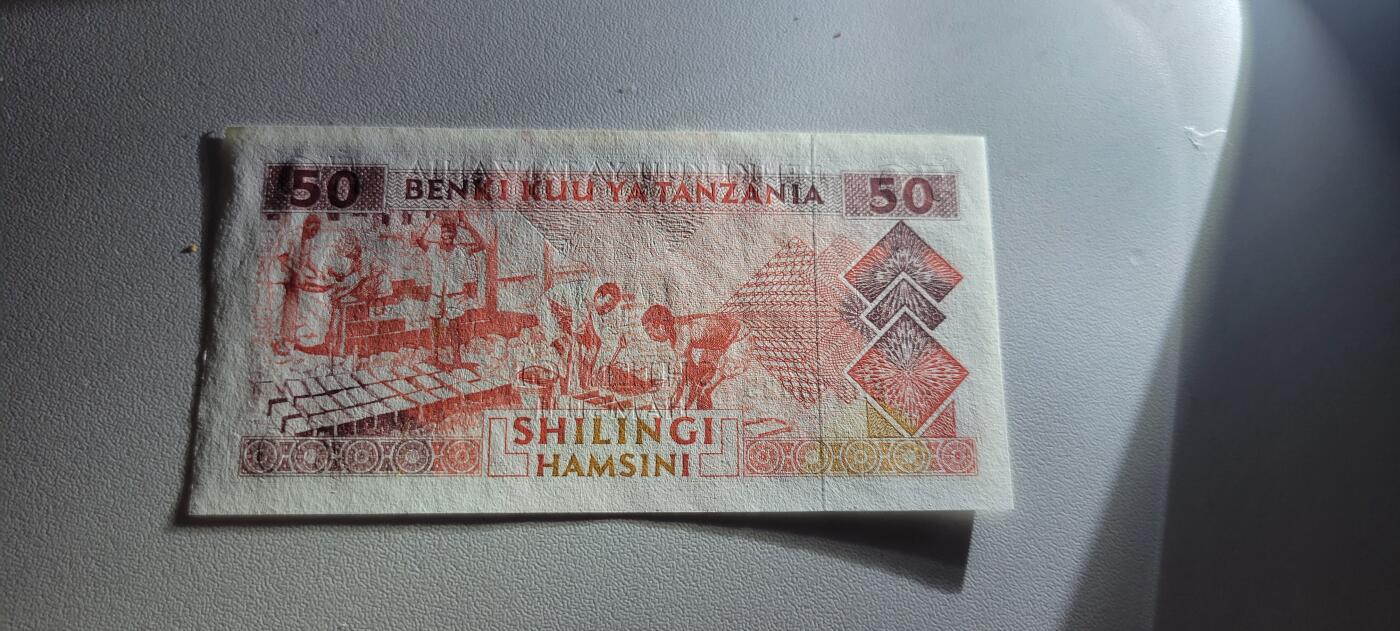 50 BENKI KUU YA TANZANIA 50
SHILINGI
HAMSINI